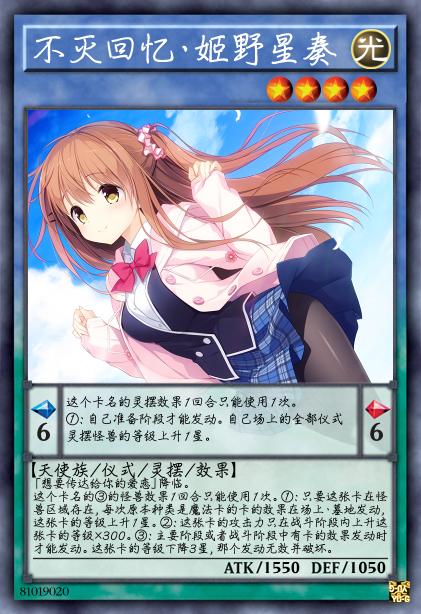 不灭回忆·姬野星奏
光
这个卡名的灵摆效果1回合只能使用1次。
①：自己准备阶段才能发动。自己场上的全部仪式
灵摆怪兽的等级上升1星。
6
6
【天使族/仪式/灵摆/效果】
「想要传达给你的爱恋」降临。
这个卡名的③的怪兽效果1回合只能使用1次。①：只要这张卡在怪
兽区域存在，每次原本种类是魔法卡的卡的效果在场上·墓地发动，
这张卡的等级上升1星。②：这张卡的攻击力只在战斗阶段内上升这
张卡的等级×300。③：主要阶段或者战斗阶段中有卡的效果发动时
才能发动。这张卡的等级下降3星，那个发动无效并破坏。
ATK/1550 DEF/1050
81019020